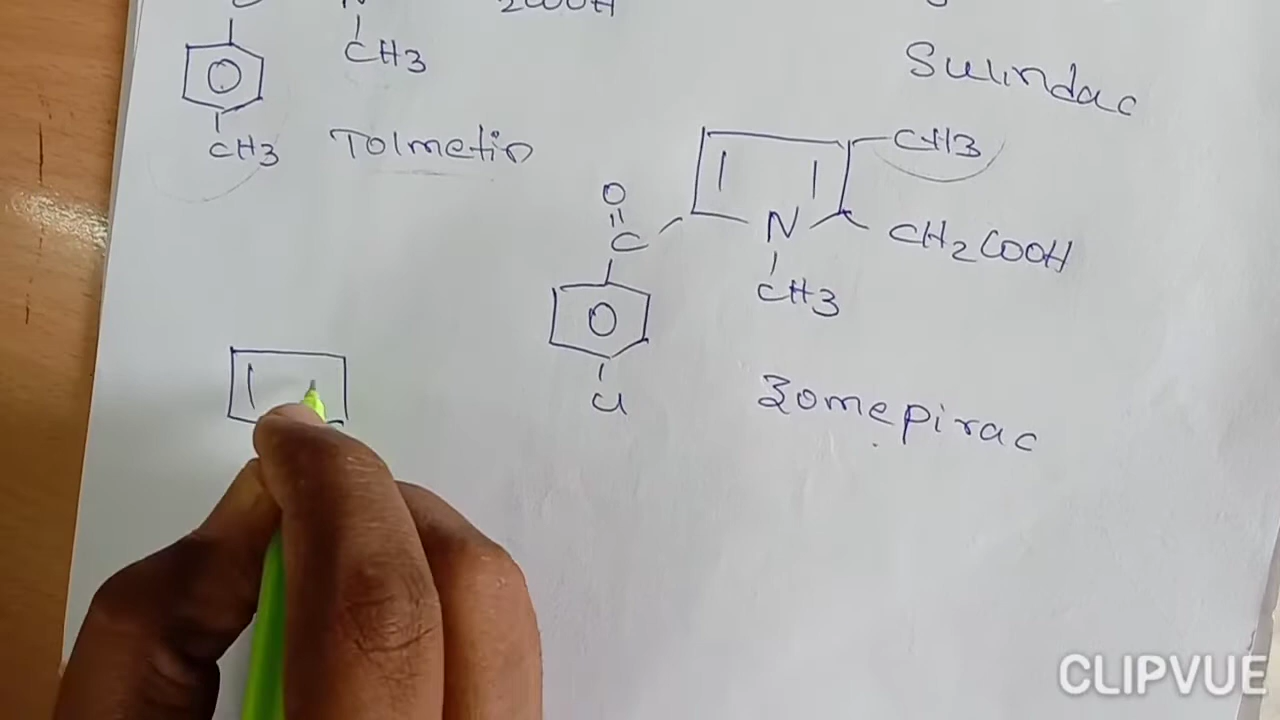 N
CH3
CH3
Tolmetin
Sulindac
CH3
O
C
N
CH2COOH
CH3
O
Cl
Zomepirac
CLIPVUE